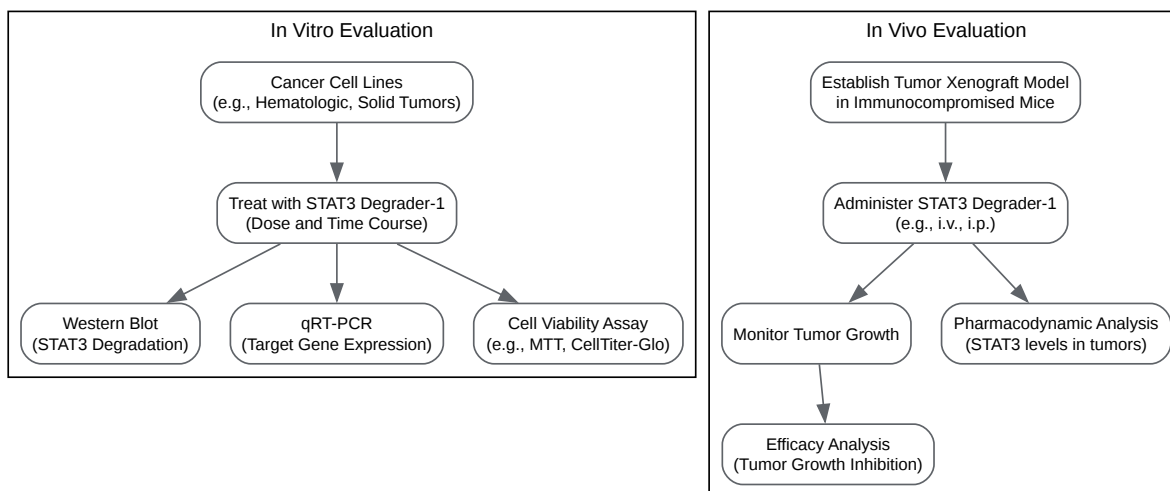 In Vitro Evaluation
Cancer Cell Lines
(e.g., Hematologic, Solid Tumors)
Treat with STAT3 Degrader-1
(Dose and Time Course)
Western Blot
(STAT3 Degradation)
qRT-PCR
(Target Gene Expression)
Cell Viability Assay
(e.g., MTT, CellTiter-Glo)
In Vivo Evaluation
Establish Tumor Xenograft Model
in Immunocompromised Mice
Administer STAT3 Degrader-1
(e.g., i.v., i.p.)
Monitor Tumor Growth
Pharmacodynamic Analysis
(STAT3 levels in tumors)
Efficacy Analysis
(Tumor Growth Inhibition)